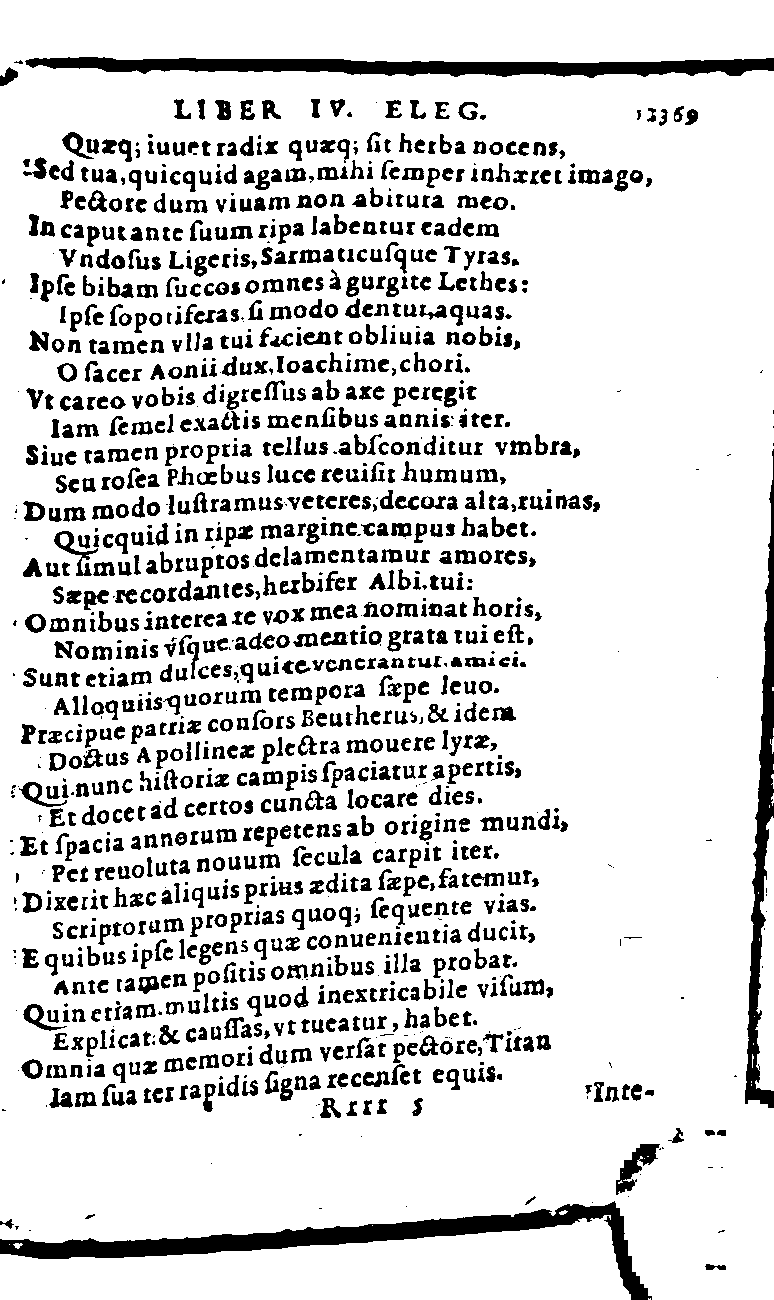 LIBER IV. ELEG. 1369
Quæq; iuuet radix quæq; ſit herba nocens,
Sed tua, quicquid agam, mihi ſemper inhæret imago,
Pectore dum viuam non abitura meo.
In caput ante ſuum ripa labentur eadem
Vndoſus Ligeris, Sarmaticuſque Tyras.
Ipſe bibam ſuccos omnes à gurgite Lethes:
Ipſe ſopotiferas ſi modo dentur, aquas.
Non tamen vlla tui facient obliuia nobis,
O ſacer Aonii dux, Ioachime, chori.
Vt careo vobis digreſſus ab axe peregit
Iam ſemel exactis menſibus annis iter.
Siue tamen propria tellus abſconditur vmbra,
Seu roſea Phœbus luce reuiſit humum,
Dum modo luſtramus veteres, decora alta, ruinas,
Quicquid in ripæ margine campus habet.
Aut ſimul abruptos delamentamur amores,
Sæpe recordantes, herbifer Albi tui:
Omnibus interea te vox mea nominat horis,
Nominis vſque adeo mentio grata tui eſt,
Sunt etiam dulces, qui te venerantur amici.
Alloquiis quorum tempora ſæpe leuo.
Præcipue patriæ conſors Beutherus, & idem
Doctus Apollineæ plectra mouere lyræ,
Qui nunc hiſtoriæ campis ſpaciatur apertis,
Et docet ad certos cuncta locare dies.
Et ſpacia annorum repetens ab origine mundi,
Pet reuoluta nouum ſecula carpit iter.
Dixerit hæc aliquis prius ædita ſæpe, fatemur,
Scriptorum proprias quoq; ſequente vias.
E quibus ipſe legens quæ conuenientia ducit,
Ante tamen poſitis omnibus illa probat.
Quin etiam multis quod inextricabile viſum,
Explicat & cauſſas, vt tueatur, habet.
Omnia quæ memori dum verſat pectore, Titan
Iam ſua ter rapidis ſigna recenſet equis.
Rrrr 5 Inte-